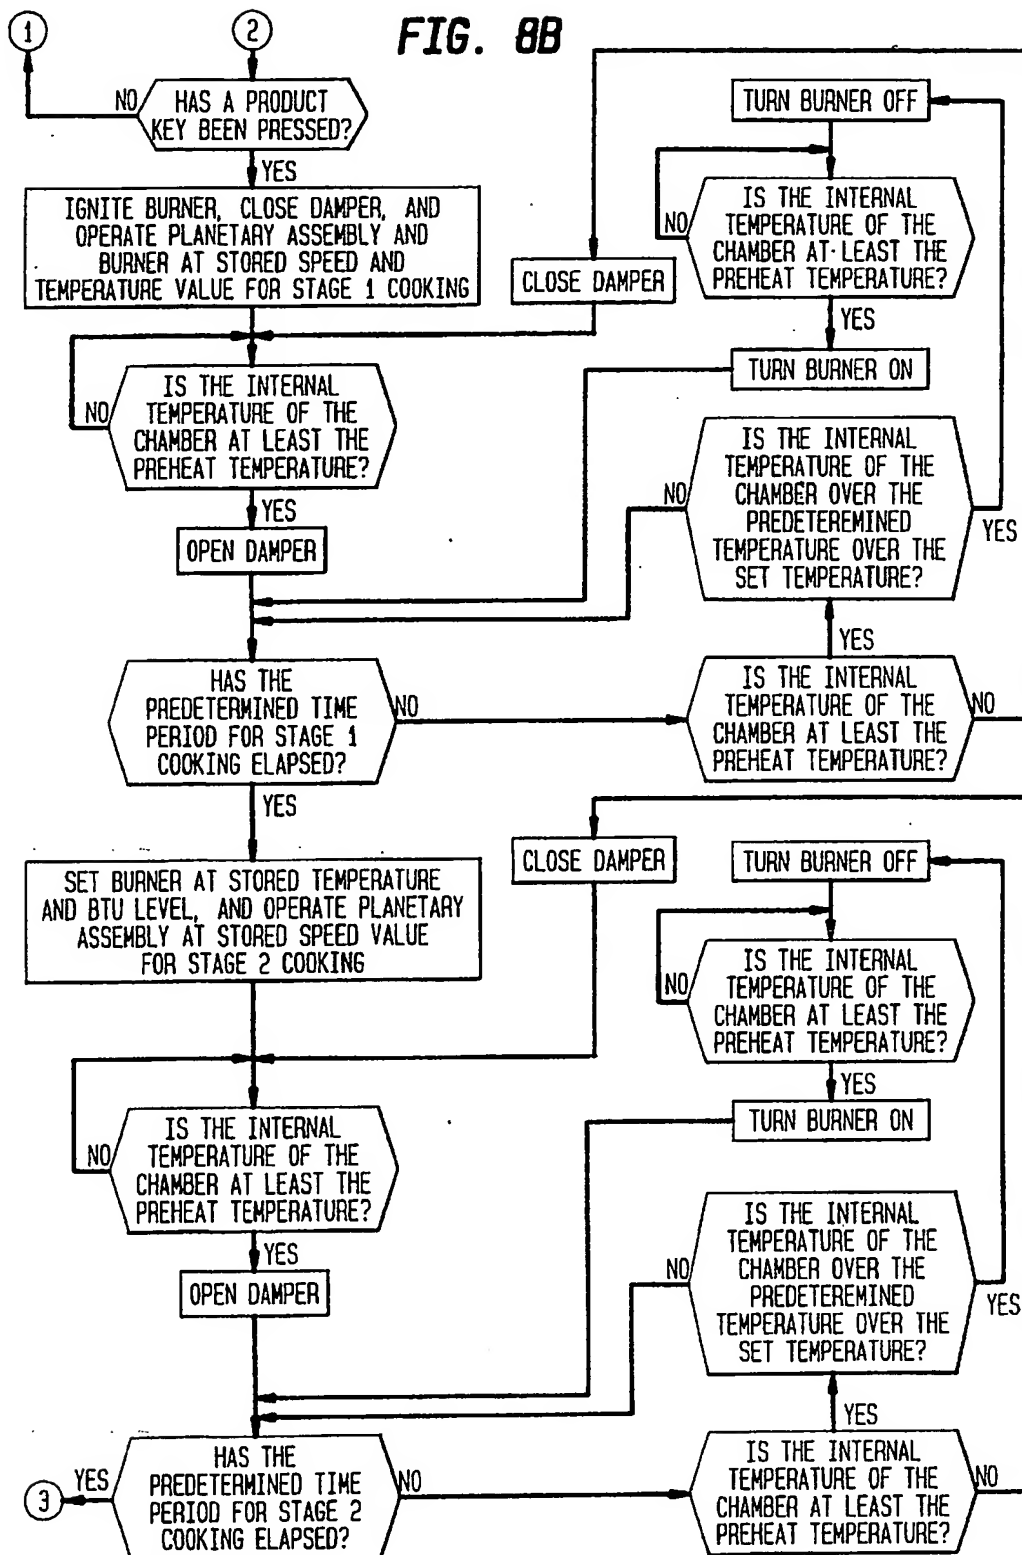 FIG. 8B
1
2
NO
HAS A PRODUCT
KEY BEEN PRESSED?
YES
IGNITE BURNER, CLOSE DAMPER, AND
OPERATE PLANETARY ASSEMBLY AND
BURNER AT STORED SPEED AND
TEMPERATURE VALUE FOR STAGE 1 COOKING
NO
IS THE INTERNAL
TEMPERATURE OF THE
CHAMBER AT LEAST THE
PREHEAT TEMPERATURE?
YES
OPEN DAMPER
HAS THE
PREDETERMINED TIME
PERIOD FOR STAGE 1
COOKING ELAPSED?
NO
YES
CLOSE DAMPER
TURN BURNER OFF
NO
IS THE INTERNAL
TEMPERATURE OF THE
CHAMBER AT LEAST THE
PREHEAT TEMPERATURE?
YES
TURN BURNER ON
NO
IS THE INTERNAL
TEMPERATURE OF THE
CHAMBER OVER THE
PREDETEREMINED
TEMPERATURE OVER THE
SET TEMPERATURE?
YES
YES
IS THE INTERNAL
TEMPERATURE OF THE
CHAMBER AT LEAST THE
PREHEAT TEMPERATURE?
NO
SET BURNER AT STORED TEMPERATURE
AND BTU LEVEL, AND OPERATE PLANETARY
ASSEMBLY AT STORED SPEED VALUE
FOR STAGE 2 COOKING
NO
IS THE INTERNAL
TEMPERATURE OF THE
CHAMBER AT LEAST THE
PREHEAT TEMPERATURE?
YES
OPEN DAMPER
3
YES
HAS THE
PREDETERMINED TIME
PERIOD FOR STAGE 2
COOKING ELAPSED?
NO
CLOSE DAMPER
TURN BURNER OFF
NO
IS THE INTERNAL
TEMPERATURE OF THE
CHAMBER AT LEAST THE
PREHEAT TEMPERATURE?
YES
TURN BURNER ON
NO
IS THE INTERNAL
TEMPERATURE OF THE
CHAMBER OVER THE
PREDETEREMINED
TEMPERATURE OVER THE
SET TEMPERATURE?
YES
YES
IS THE INTERNAL
TEMPERATURE OF THE
CHAMBER AT LEAST THE
PREHEAT TEMPERATURE?
NO